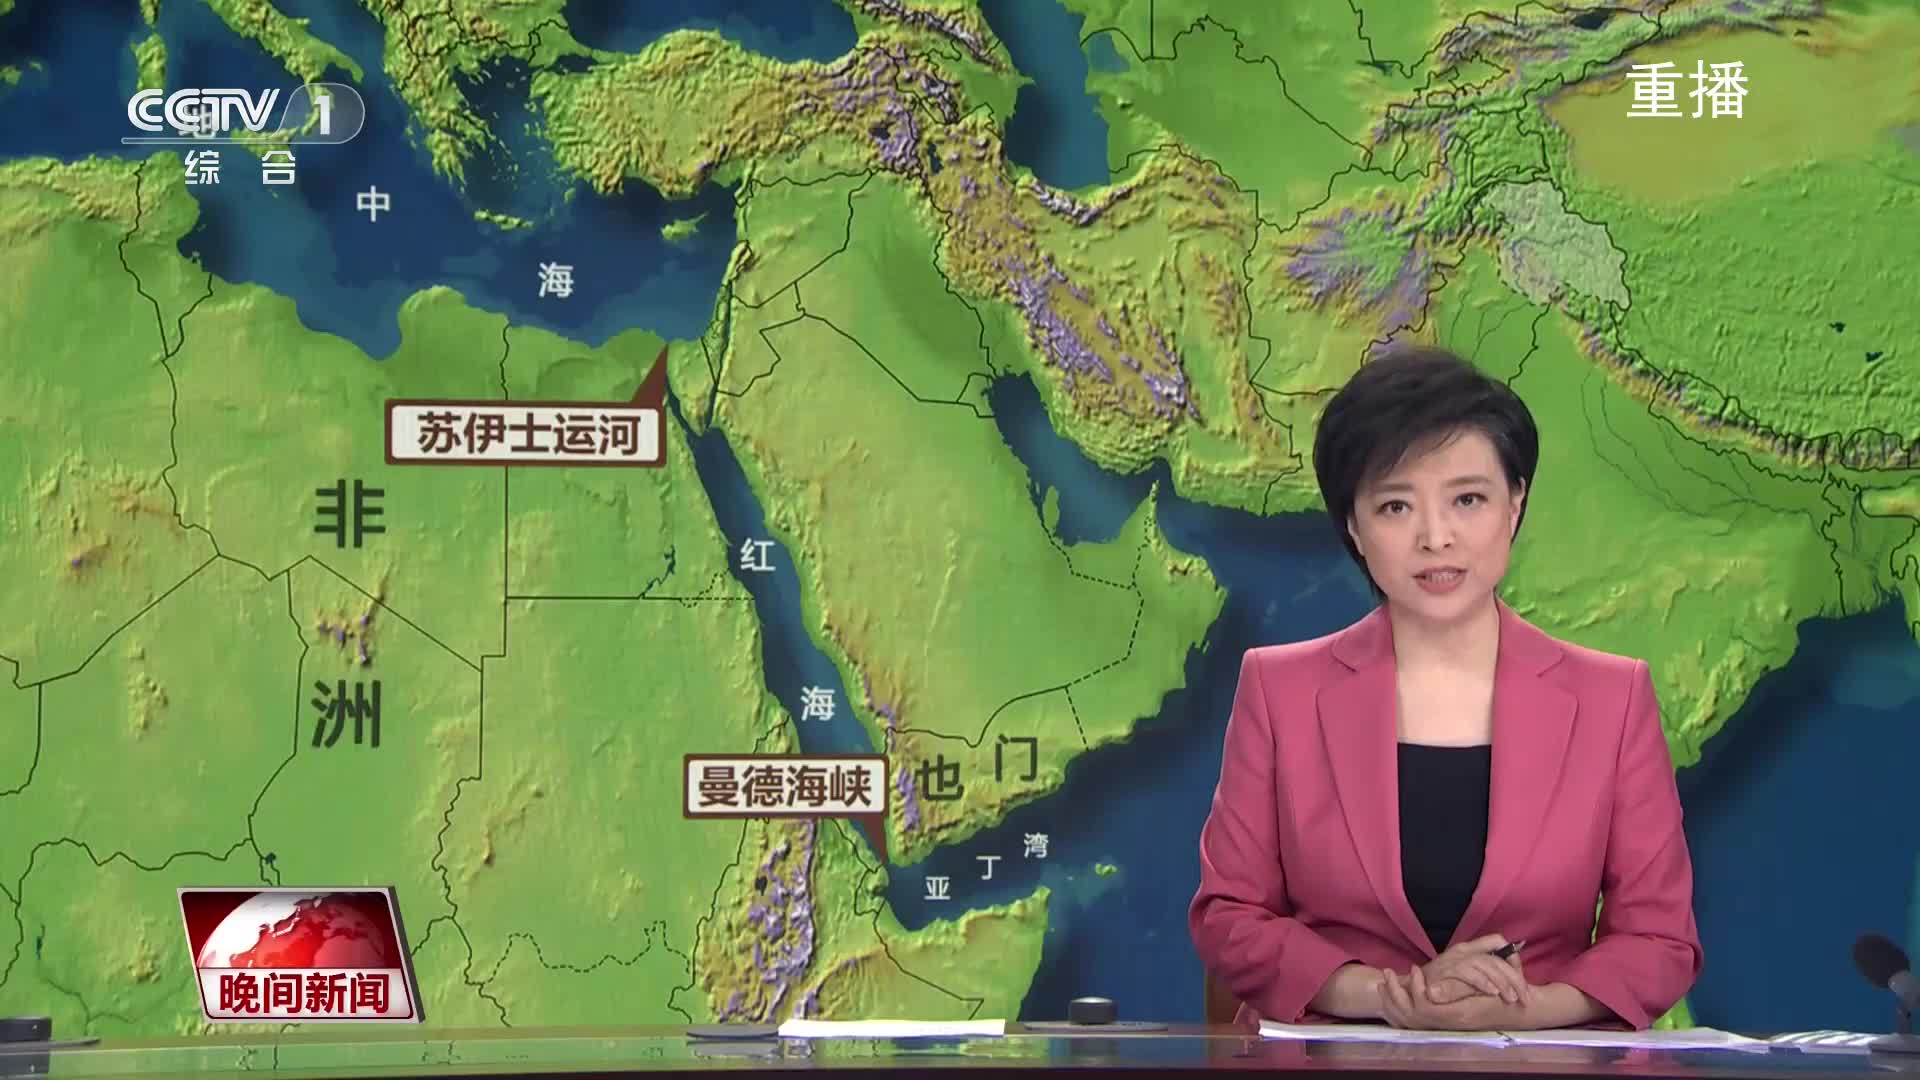 CCTV 1
综 合
重播
中
海
苏伊士运河
非
洲
红
海
曼德海峡
也门
亚丁湾
晚间新闻